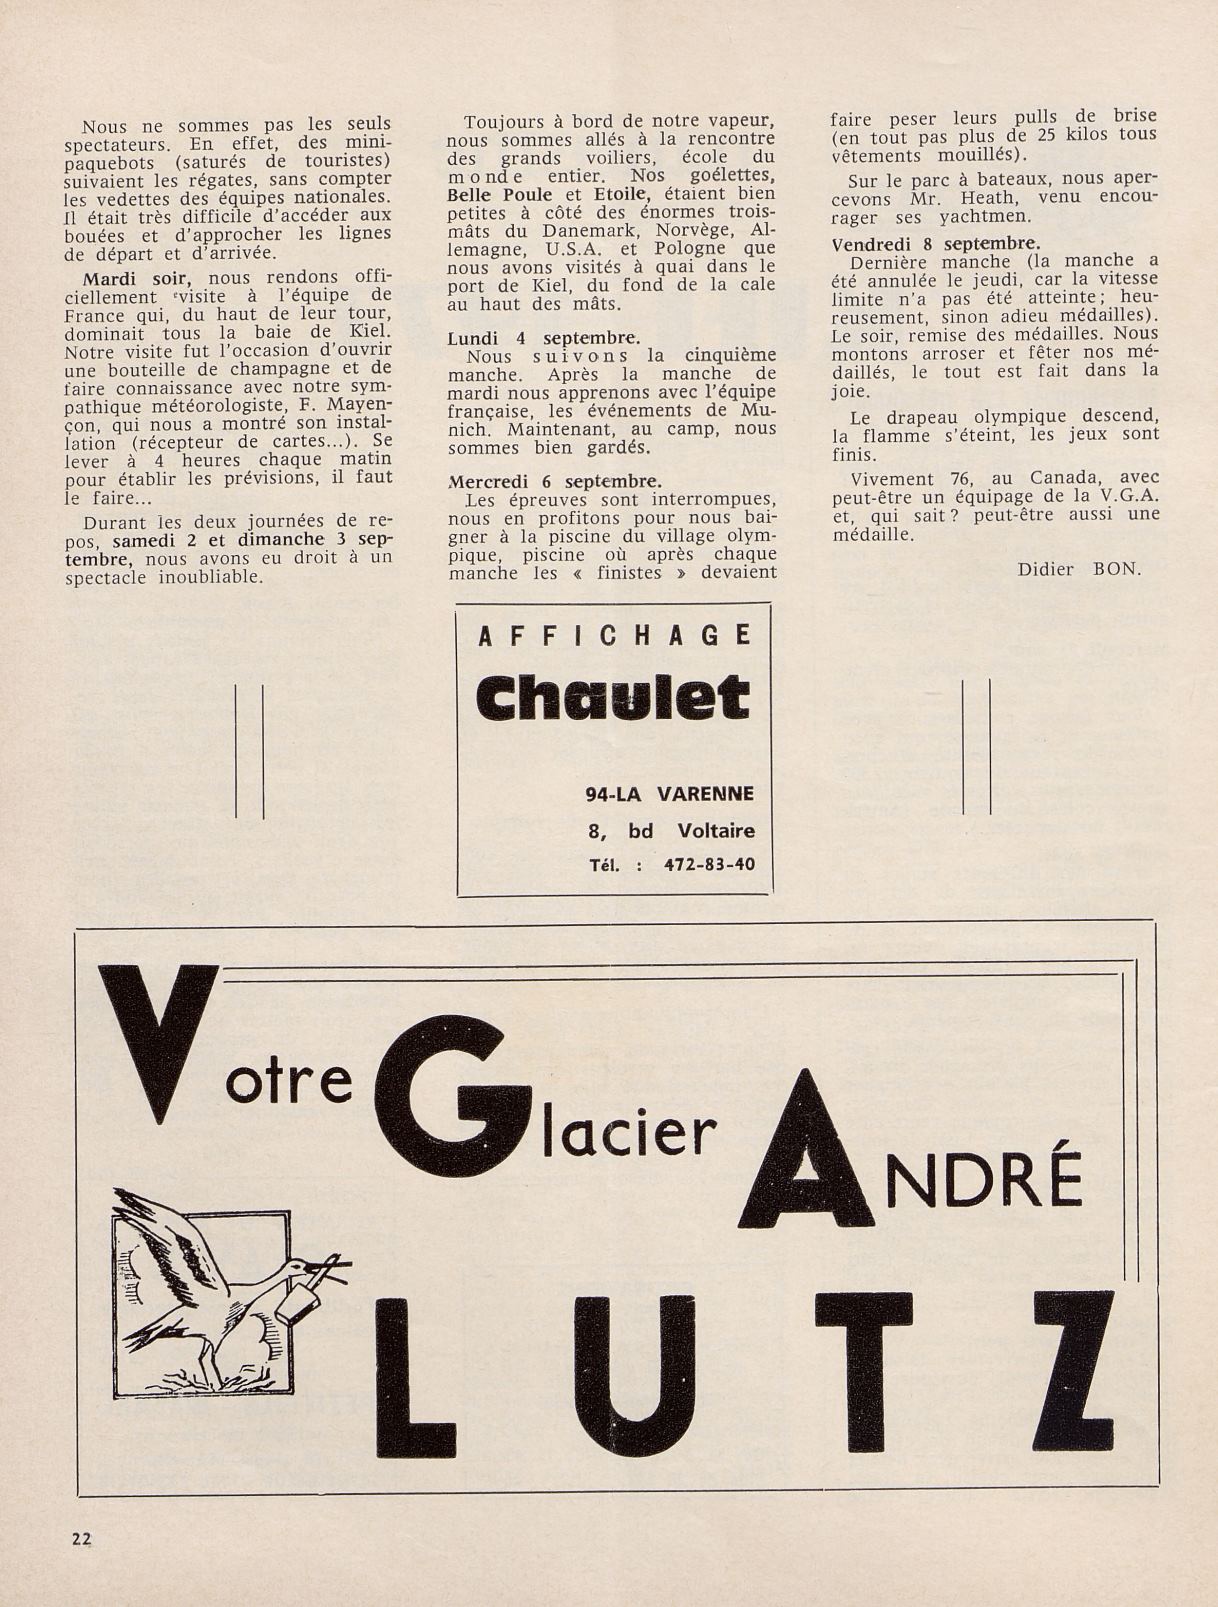 Nous ne sommes pas les seuls
spectateurs. En effet, des mini-
paquebots (saturés de touristes)
suivaient les régates, sans compter
les vedettes des équipes nationales.
Il était très difficile d'accéder aux
bouées et d'approcher les lignes
de départ et d'arrivée.
Mardi soir, nous rendons offi-
ciellement visite à l'équipe de
France qui, du haut de leur tour,
dominait tous la baie de Kiel.
Notre visite fut l'occasion d'ouvrir
une bouteille de champagne et de
faire connaissance avec notre sym-
pathique météorologiste, F. Mayen-
çon, qui nous a montré son instal-
lation (récepteur de cartes...). Se
lever à 4 heures chaque matin
pour établir les prévisions, il faut
le faire...
Durant les deux journées de re-
pos, samedi 2 et dimanche 3 sep-
tembre, nous avons eu droit à un
spectacle inoubliable.
Toujours à bord de notre vapeur,
nous sommes allés à la rencontre
des grands voiliers, école du
monde entier. Nos goélettes,
Belle Poule et Etoile, étaient bien
petites à côté des énormes trois-
mâts du Danemark, Norvège, Al-
lemagne, U.S.A. et Pologne que
nous avons visités à quai dans le
port de Kiel, du fond de la cale
au haut des mâts.
Lundi 4 septembre.
Nous suivons la cinquième
manche. Après la manche de
mardi nous apprenons avec l'équipe
française, les événements de Mu-
nich. Maintenant, au camp, nous
sommes bien gardés.
Mercredi 6 septembre.
Les épreuves sont interrompues,
nous en profitons pour nous bai-
gner à la piscine du village olym-
pique, piscine où après chaque
manche les « finistes » devaient
faire peser leurs pulls de brise
(en tout pas plus de 25 kilos tous
vêtements mouillés).
Sur le parc à bateaux, nous aper-
cevons Mr. Heath, venu encou-
rager ses yachtmen.
Vendredi 8 septembre.
Dernière manche (la manche a
été annulée le jeudi, car la vitesse
limite n'a pas été atteinte ; heu-
reusement, sinon adieu médailles).
Le soir, remise des médailles. Nous
montons arroser et fêter nos mé-
daillés, le tout est fait dans la
joie.
Le drapeau olympique descend,
la flamme s'éteint, les jeux sont
finis.
Vivement 76, au Canada, avec
peut-être un équipage de la V.G.A.
et, qui sait ? peut-être aussi une
médaille.
Didier BON.
AFFICHAGE
Chaulet
94-LA VARENNE
8, bd Voltaire
Tél. : 472-83-40
Votre Glacier ANDRÉ
LUTZ
22